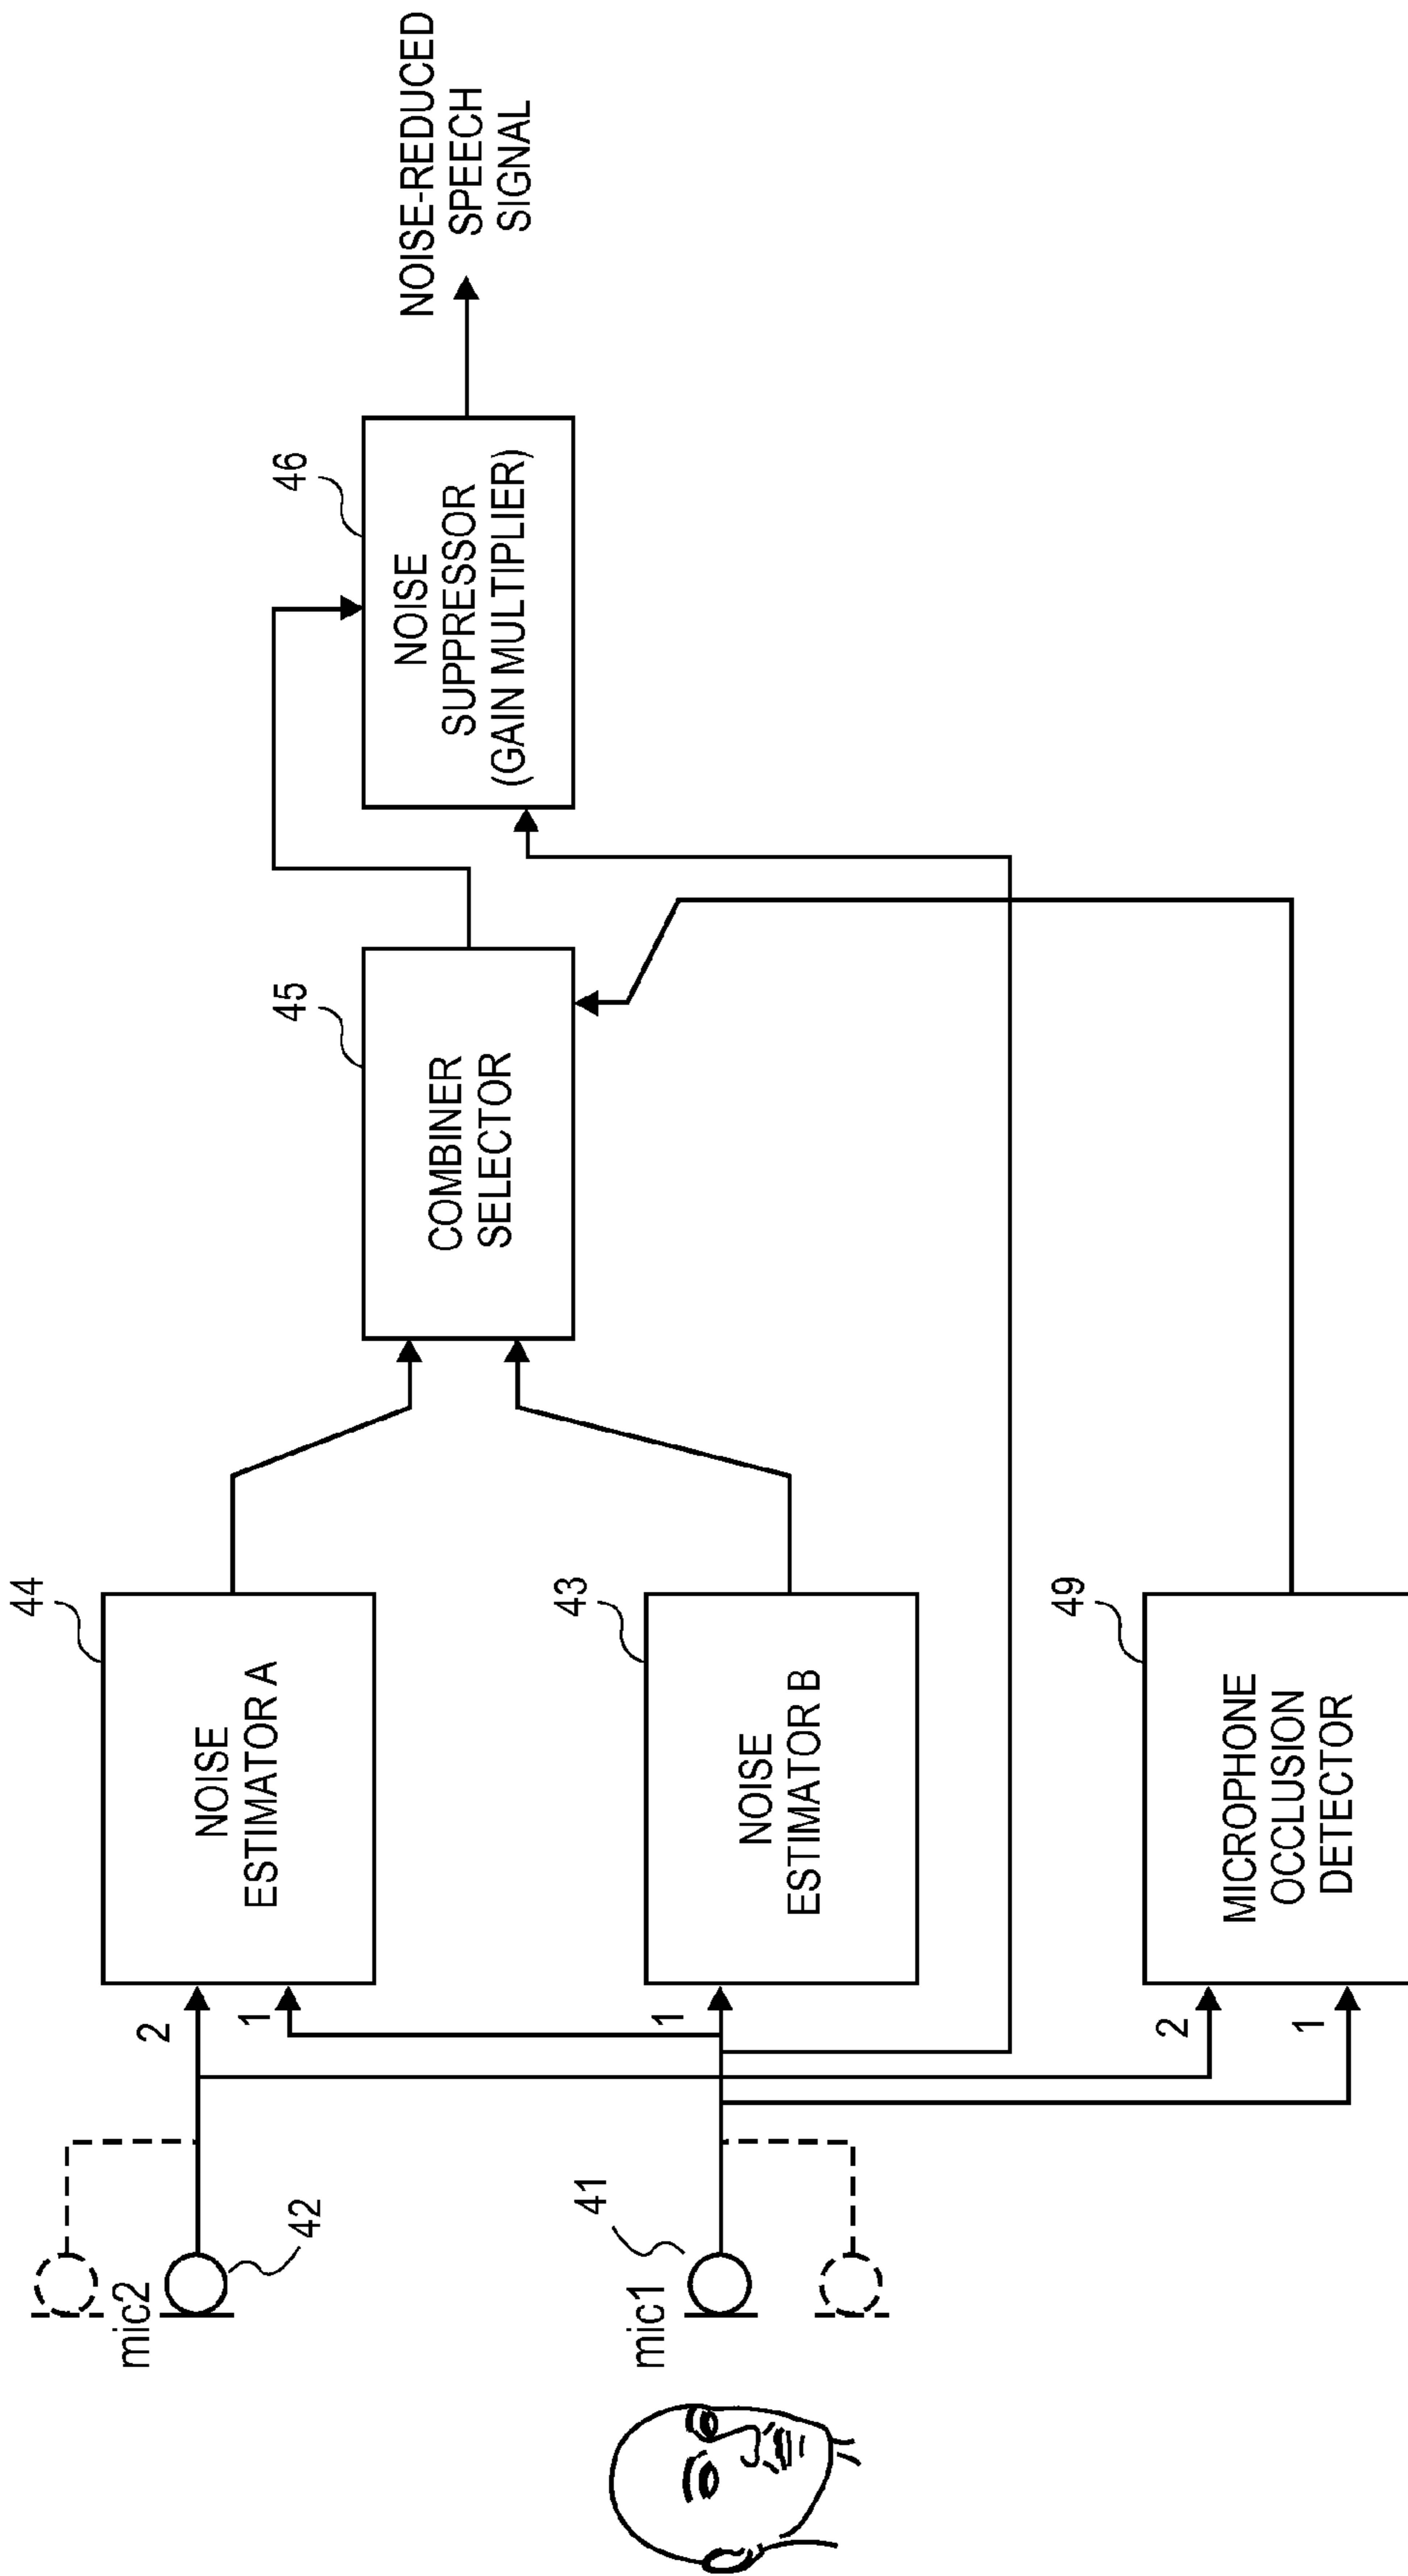 mic2
42
mic1
41
2
1
1
2
1
44
NOISE
ESTIMATOR A
43
NOISE
ESTIMATOR B
49
MICROPHONE
OCCLUSION
DETECTOR
45
COMBINER
SELECTOR
46
NOISE
SUPPRESSOR
(GAIN MULTIPLIER)
NOISE-REDUCED
SPEECH
SIGNAL